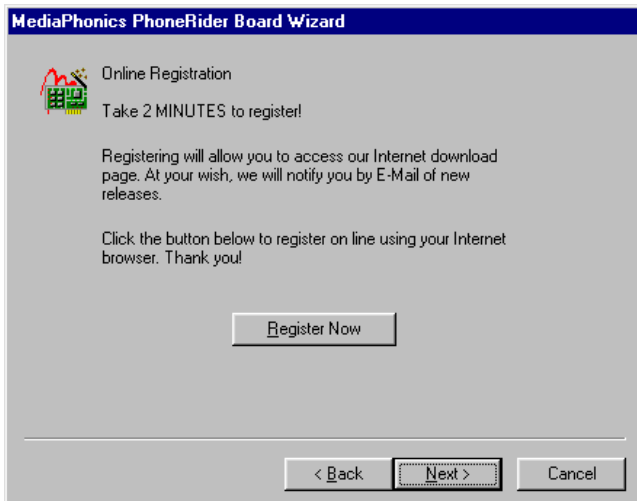 MediaPhonics PhoneRider Board Wizard
Online Registration
Take 2 MINUTES to register!
Registering will allow you to access our Internet download
page. At your wish, we will notify you by E-Mail of new
releases.
Click the button below to register on line using your Internet
browser. Thank you!
Register Now
< Back
Next >
Cancel